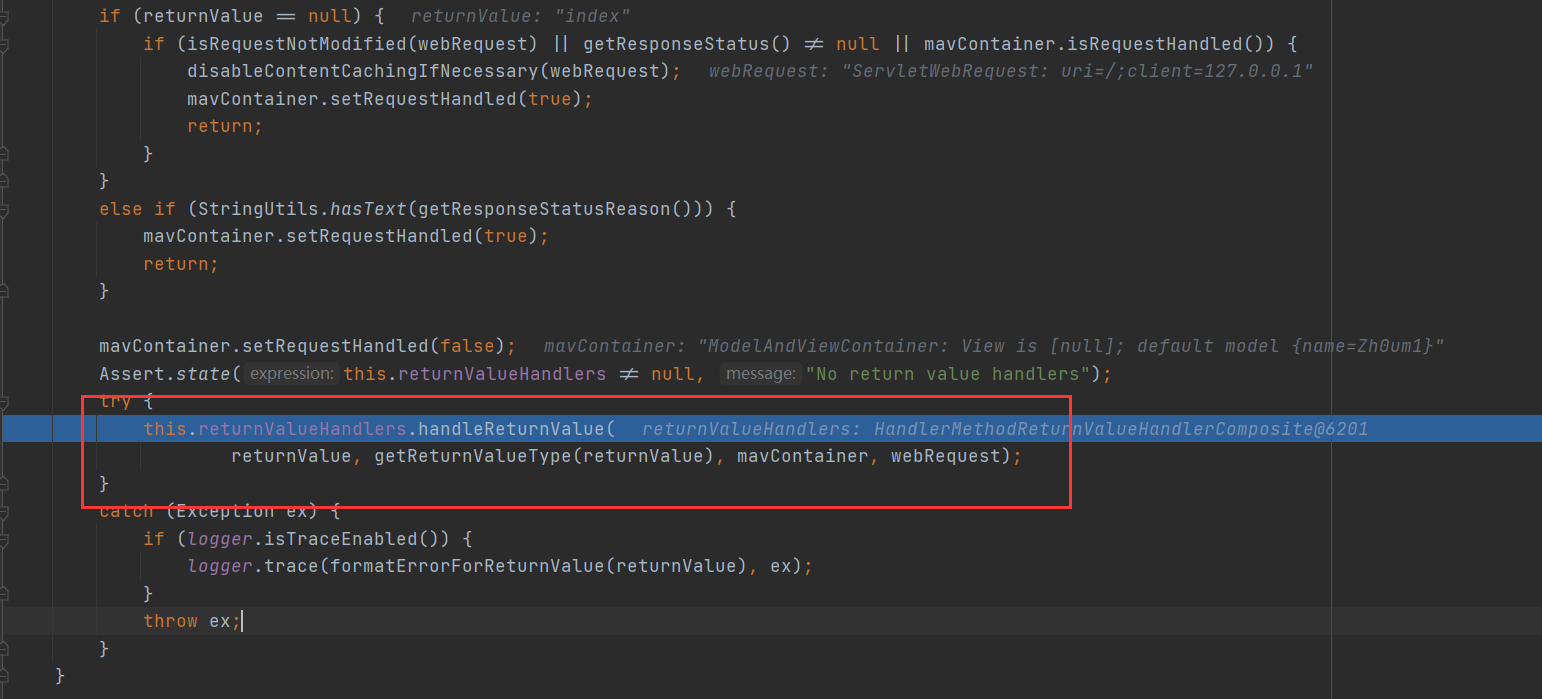 if (returnValue == null) {   returnValue: "index"
if (isRequestNotModified(webRequest) || getResponseStatus() != null || mavContainer.isRequestHandled()) {
disableContentCachingIfNecessary(webRequest);   webRequest: "ServletWebRequest: uri=/;client=127.0.0.1"
mavContainer.setRequestHandled(true);
return;
}
}
else if (StringUtils.hasText(getResponseStatusReason())) {
mavContainer.setRequestHandled(true);
return;
}
mavContainer.setRequestHandled(false);   mavContainer: "ModelAndViewContainer: View is [null]; default model {name=Zh0um1}"
Assert.state( expression: this.returnValueHandlers != null, message: "No return value handlers");
try {
this.returnValueHandlers.handleReturnValue(   returnValueHandlers: HandlerMethodReturnValueHandlerComposite@6201
returnValue, getReturnValueType(returnValue), mavContainer, webRequest);
}
catch (Exception ex) {
if (logger.isTraceEnabled()) {
logger.trace(formatErrorForReturnValue(returnValue), ex);
}
throw ex;
}
}